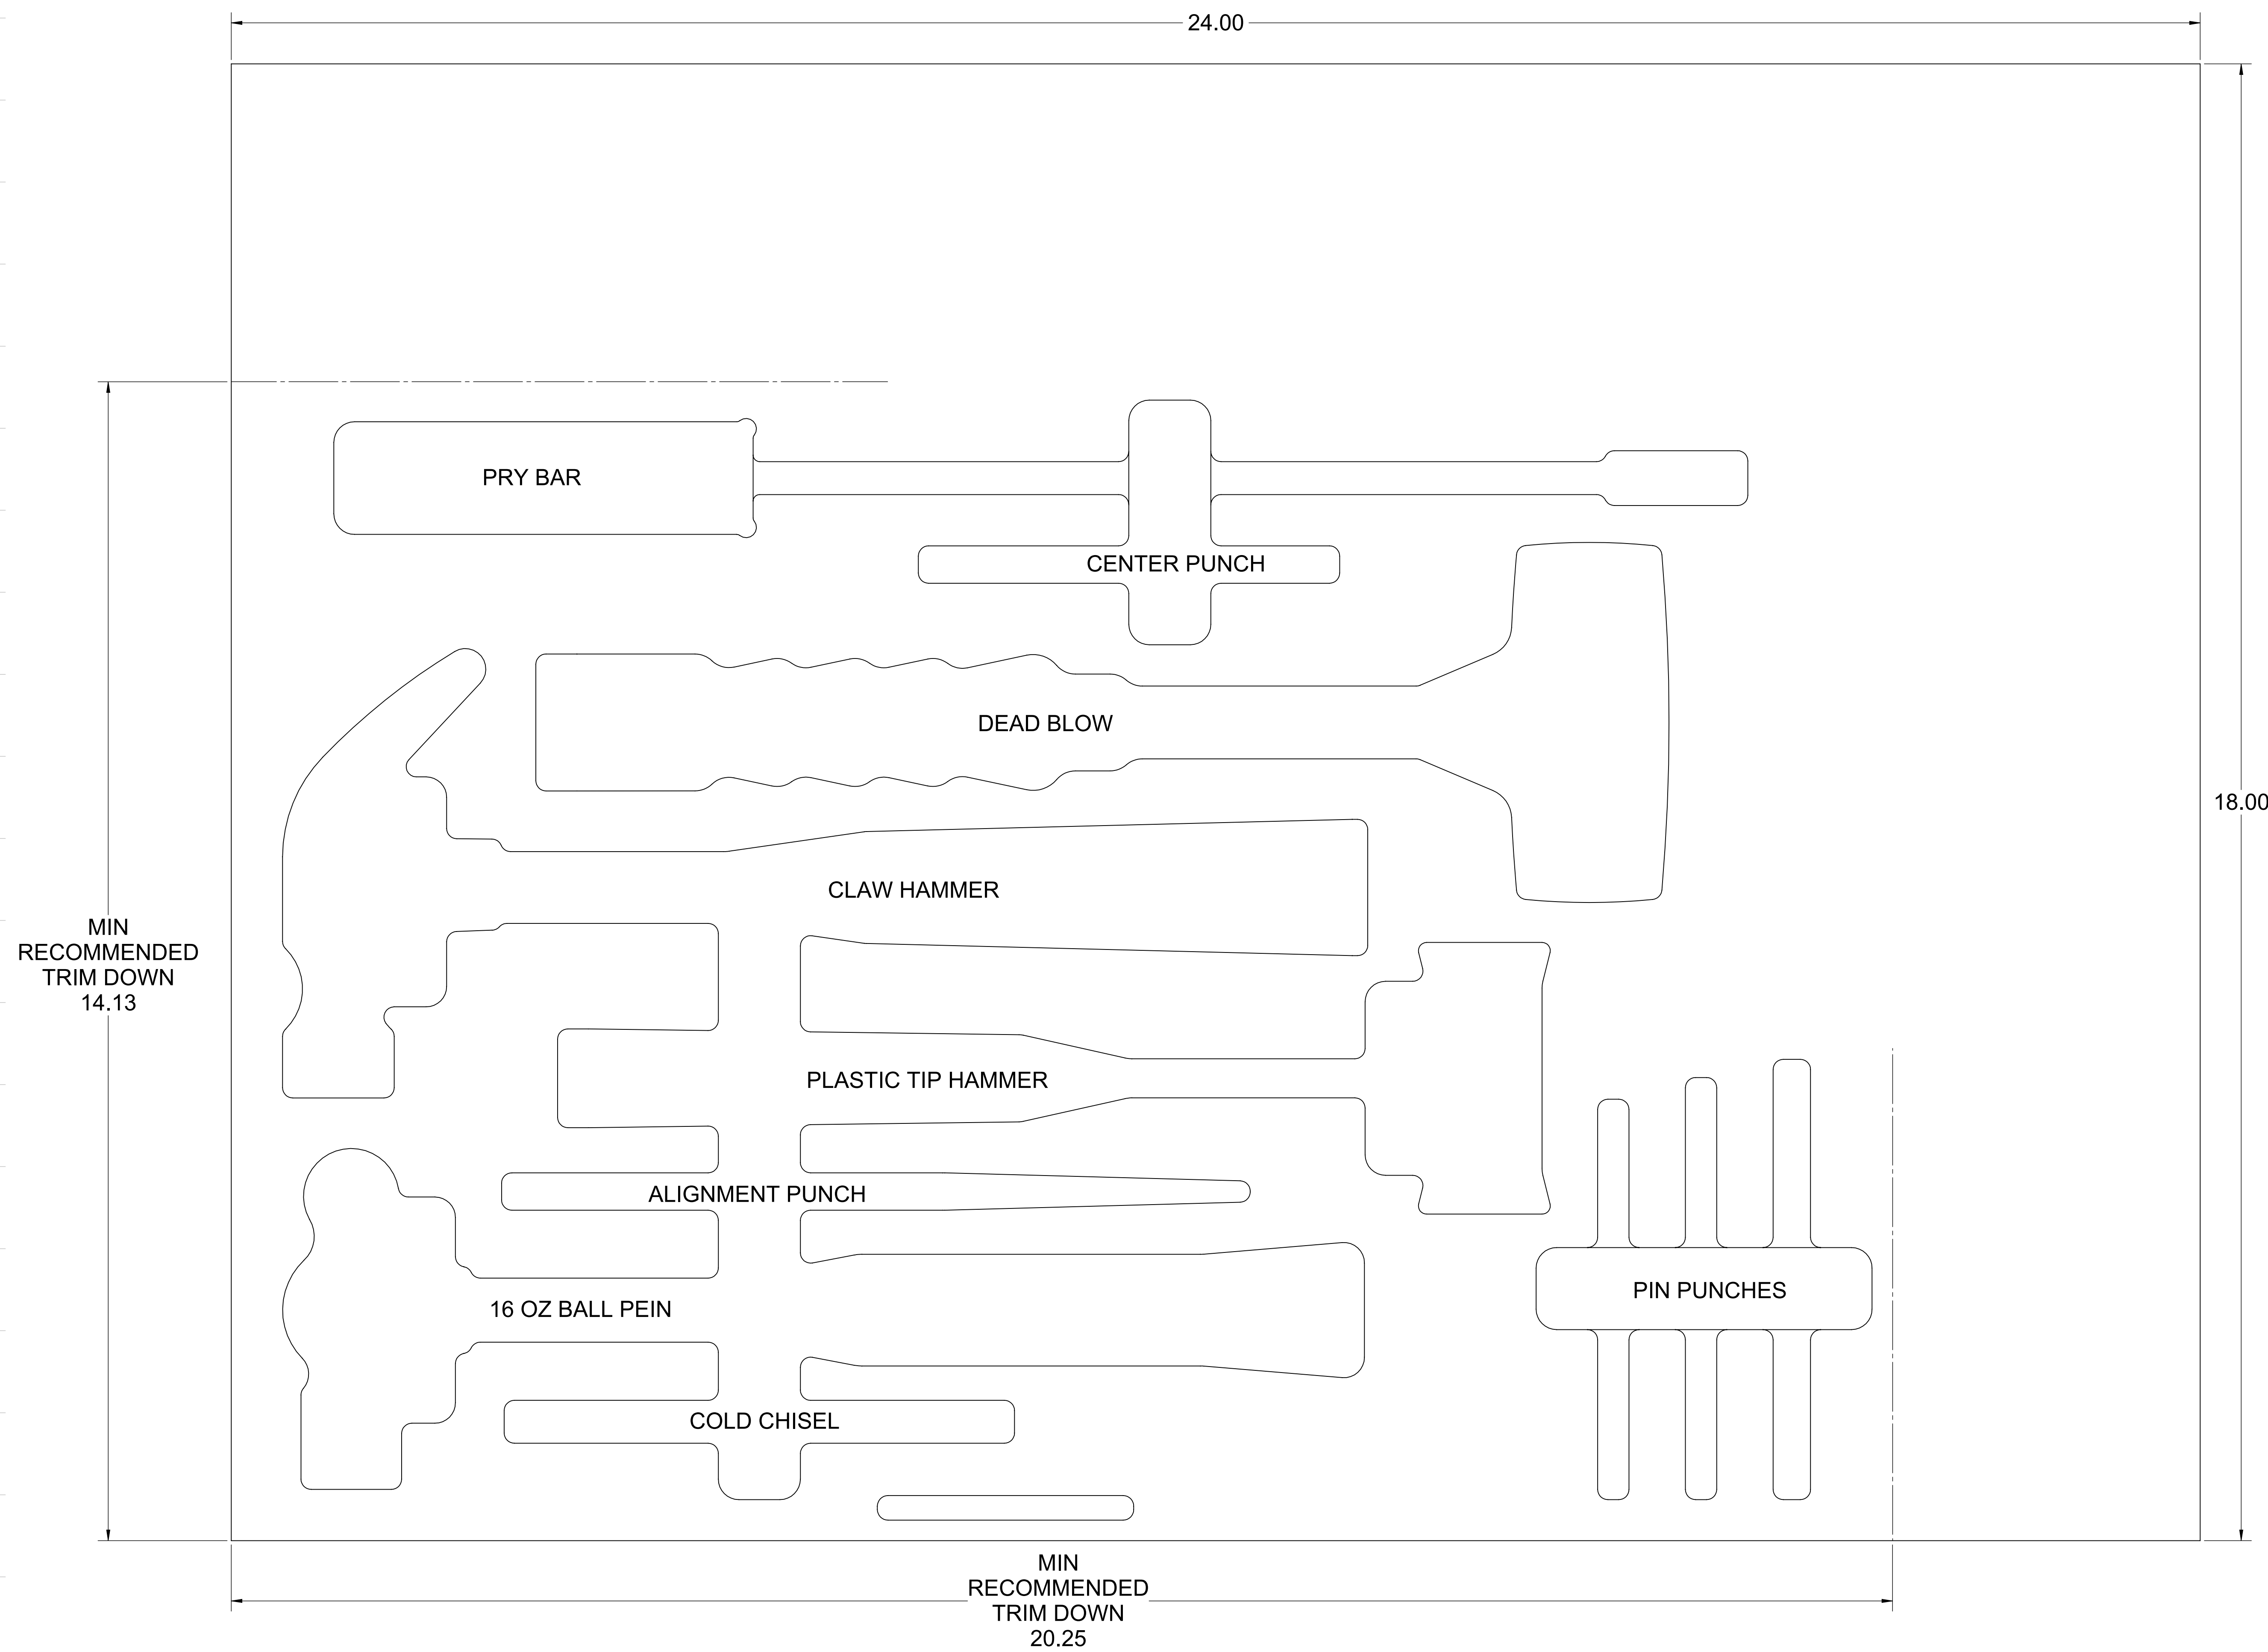 24.00
PRY BAR
CENTER PUNCH
DEAD BLOW
18.00
CLAW HAMMER
MIN
RECOMMENDED
TRIM DOWN
14.13
PLASTIC TIP HAMMER
ALIGNMENT PUNCH
PIN PUNCHES
16 OZ BALL PEIN
COLD CHISEL
MIN
RECOMMENDED
TRIM DOWN
20.25